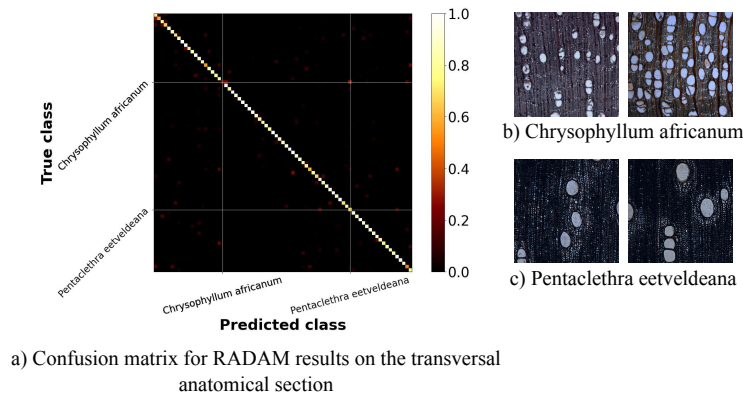 True class
Chrysophyllum africanum
Pentaclethra eetveldeana
Chrysophyllum africanum
Pentaclethra eetveldeana
Predicted class
1.0
0.8
0.6
0.4
0.2
0.0
a) Confusion matrix for RADAM results on the transversal
anatomical section
b) Chrysophyllum africanum
c) Pentaclethra eetveldeana